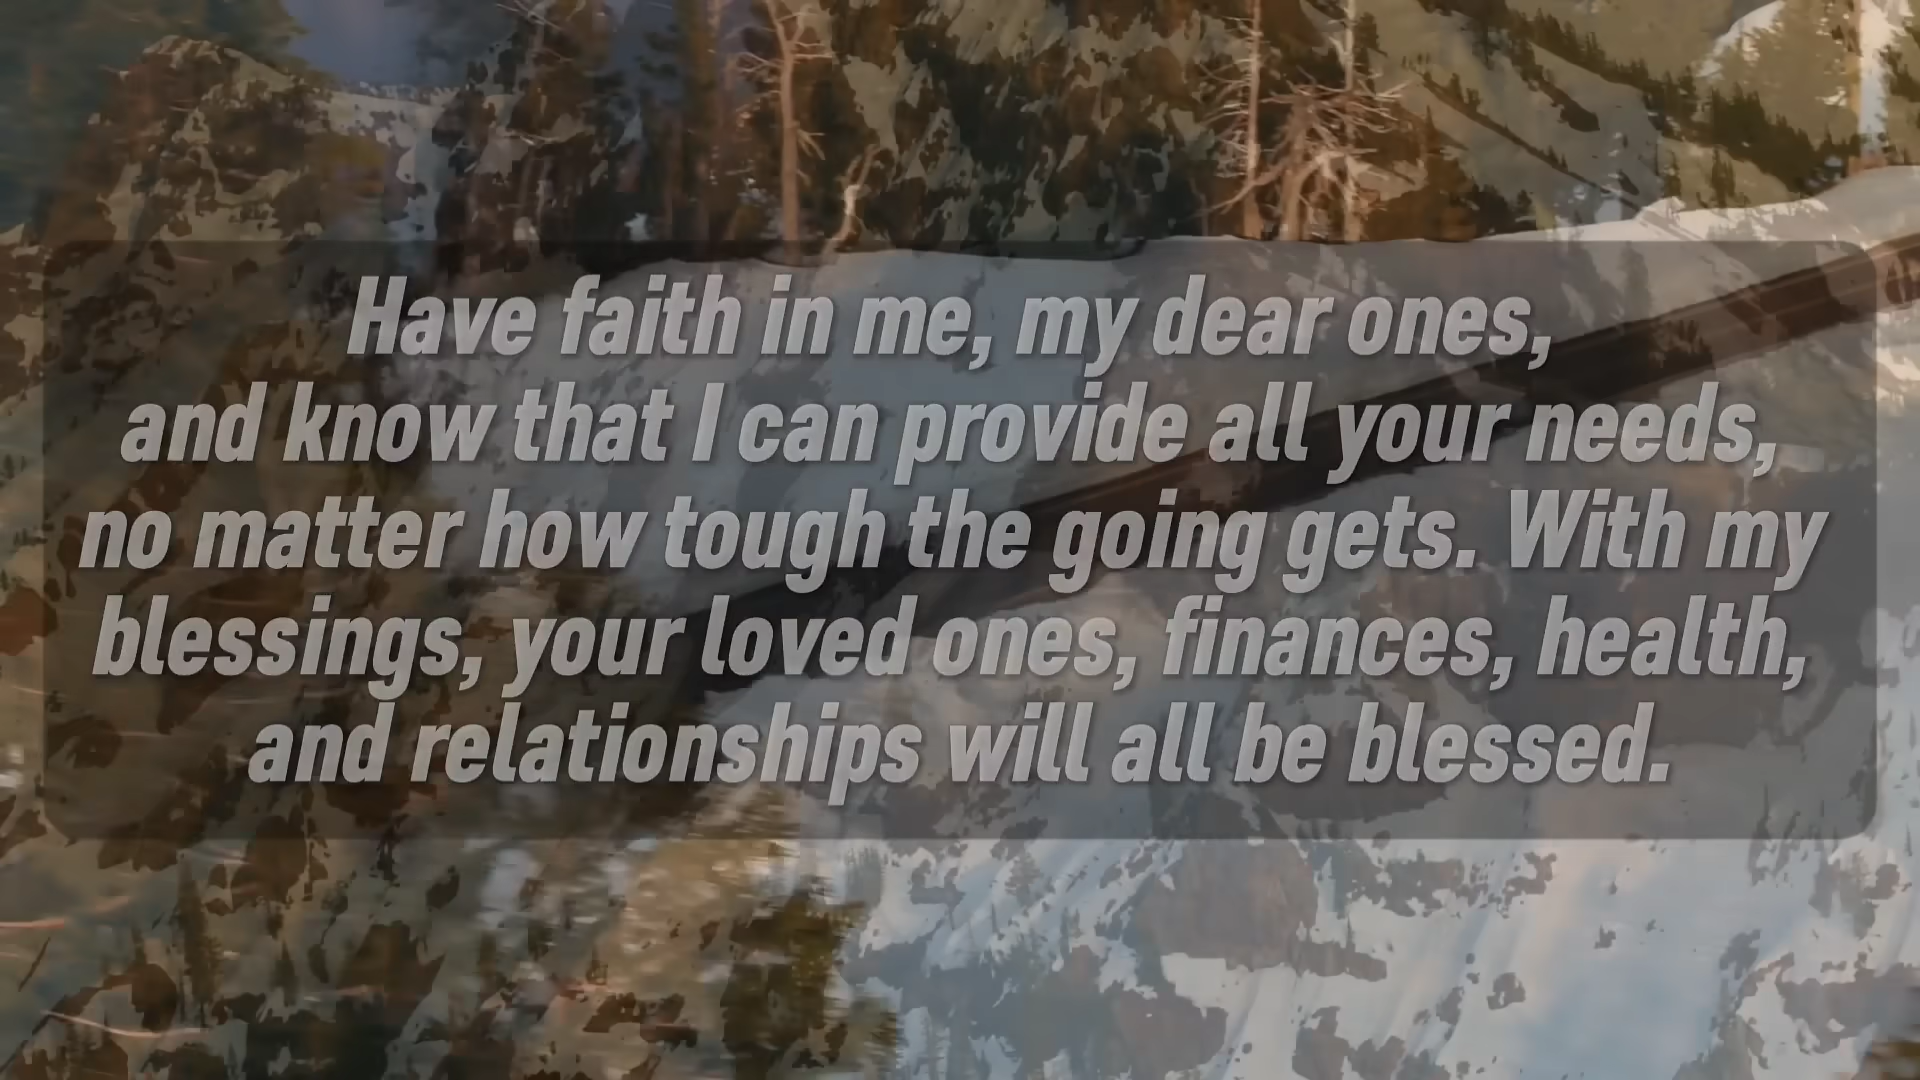 Have faith in me, my dear ones,
and know that I can provide all your needs,
no matter how tough the going gets. With my
blessings, your loved ones, finances, health,
and relationships will all be blessed.